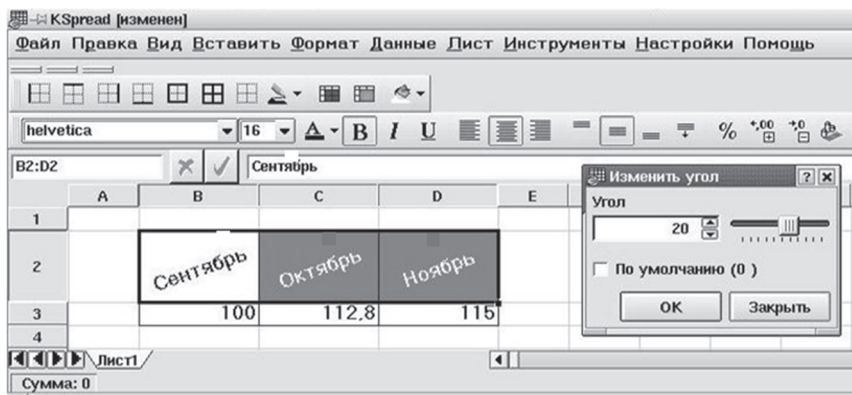 KSpread [изменен]
Файл Правка Вид Вставить Формат Данные Лист Инструменты Настройки Помощь
helvetica 16 A B I U % +,00 +,0
B2:D2 Сентябрь
Изменить угол ? x
Угол
20
По умолчанию (0 )
OK Закрыть
A B C D E
1
2 Сентябрь Октябрь Ноябрь
3 100 112,8 115
4
Лист1
Сумма: 0